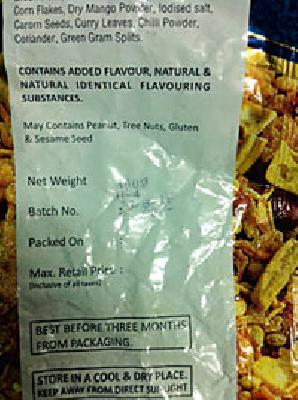 Corn Flakes, Dry Mango Powder, Iodised salt,
Carom Seeds, Curry Leaves, Chilli Powder,
Coriander, Green Gram Splits.
CONTAINS ADDED FLAVOUR, NATURAL &
NATURAL IDENTICAL FLAVOURING
SUBSTANCES.
May Contains Peanut, Tree Nuts, Gluten
& Sesame Seed
Net Weight :
Batch No. :
Packed On :
Max. Retail Price :
(Inclusive of all taxes)
BEST BEFORE THREE MONTHS
FROM PACKAGING.
STORE IN A COOL & DRY PLACE.
KEEP AWAY FROM DIRECT SUNLIGHT